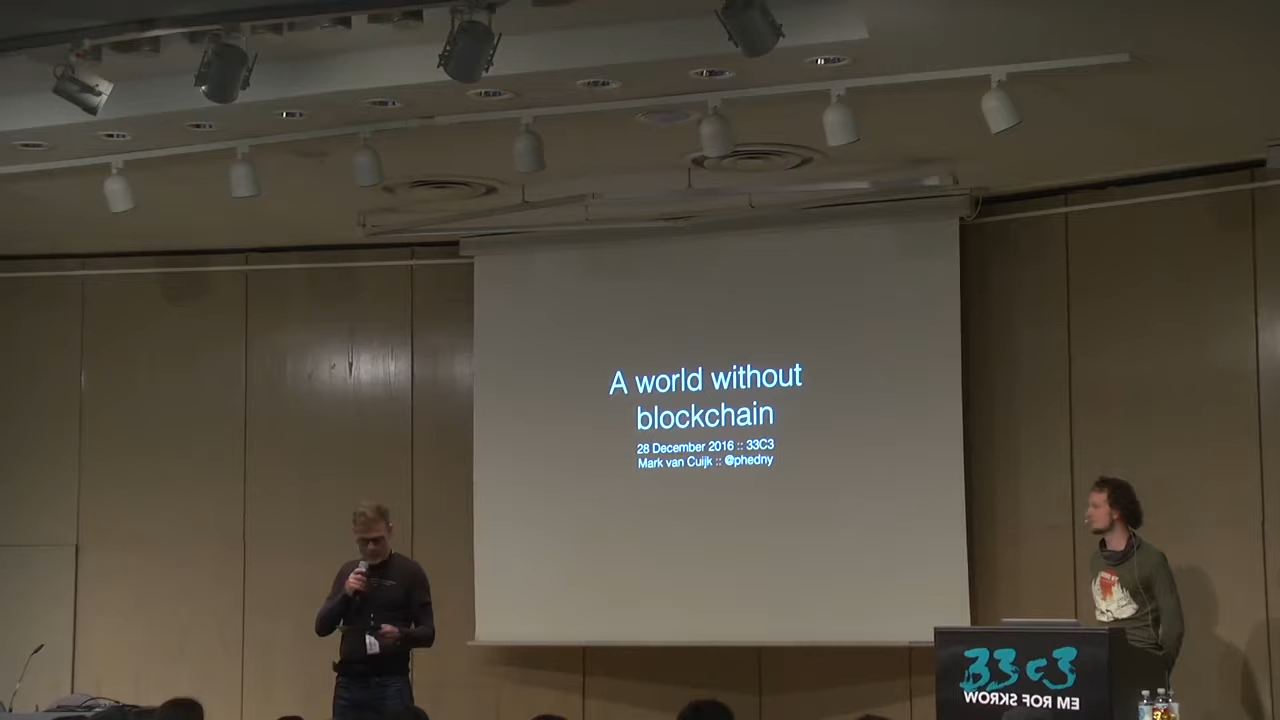 A world without
blockchain
28 December 2016 :: 33C3
Mark van Cuijk :: @phedny
33c3
WORKS FOR ME